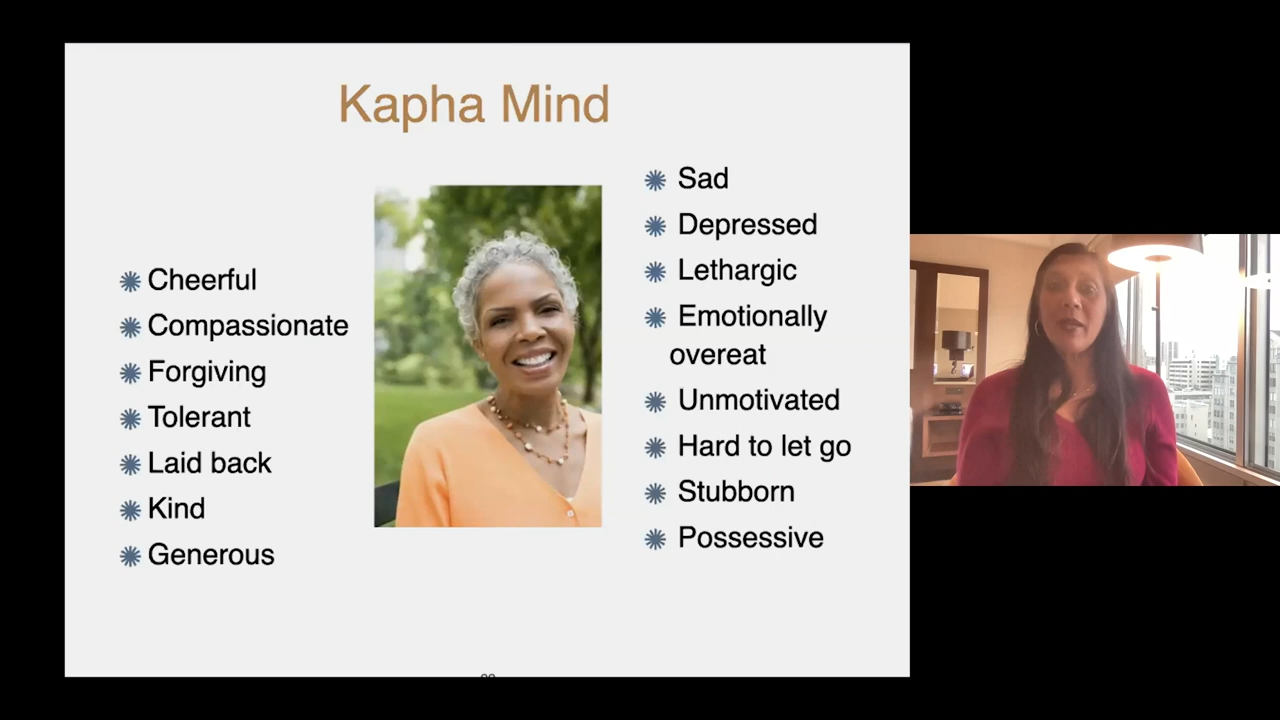 Kapha Mind
Cheerful
Compassionate
Forgiving
Tolerant
Laid back
Kind
Generous
Sad
Depressed
Lethargic
Emotionally
overeat
Unmotivated
Hard to let go
Stubborn
Possessive